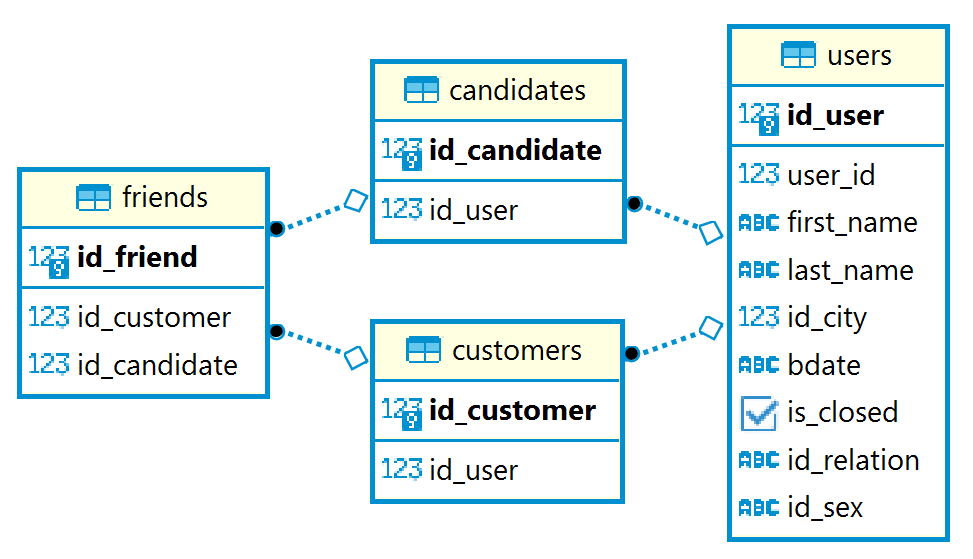 friends
123 id_friend
123 id_customer
123 id_candidate
candidates
123 id_candidate
123 id_user
customers
123 id_customer
123 id_user
users
123 id_user
123 user_id
ABC first_name
ABC last_name
123 id_city
ABC bdate
is_closed
ABC id_relation
ABC id_sex